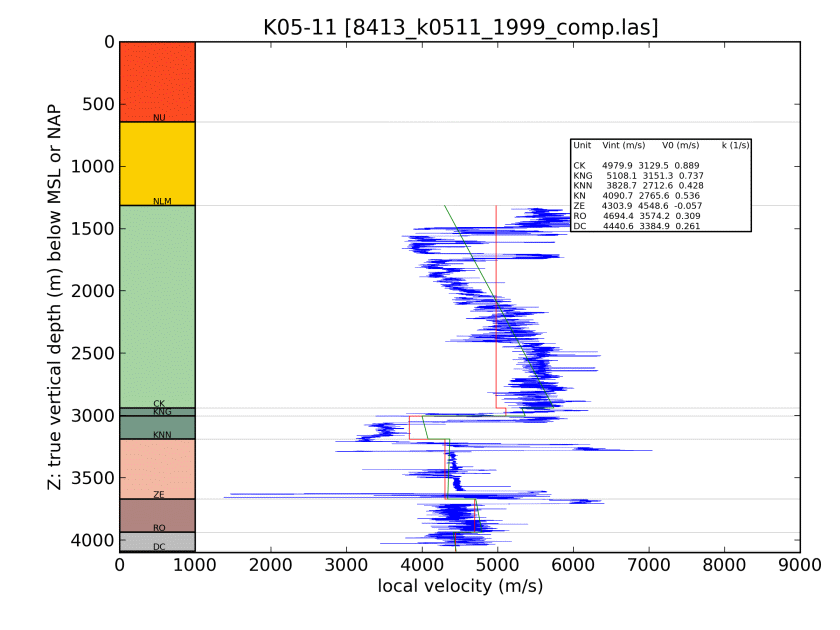 K05-11 [8413_k0511_1999_comp.las]
Z: true vertical depth (m) below MSL or NAP
0
500
1000
1500
2000
2500
3000
3500
4000
NU
NLM
CK
KNG
KNN
ZE
RO
DC
Unit Vint (m/s) V0 (m/s) k (1/s)
CK 4979.9 3129.5 0.889
KNG 5108.1 3151.3 0.737
KNN 3828.7 2712.6 0.428
KN 4090.7 2765.6 0.536
ZE 4303.9 4548.6 -0.057
RO 4694.4 3574.2 0.309
DC 4440.6 3384.9 0.261
0 1000 2000 3000 4000 5000 6000 7000 8000 9000
local velocity (m/s)